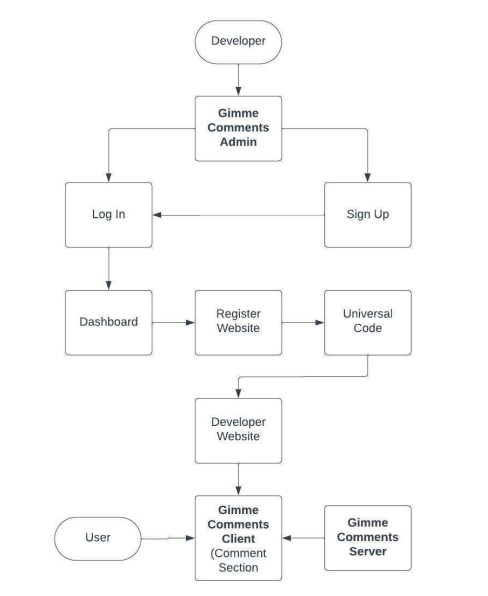 Developer
Gimme
Comments
Admin
Log In
Sign Up
Dashboard
Register
Website
Universal
Code
Developer
Website
Gimme
Comments
Client
(Comment
Section
User
Gimme
Comments
Server